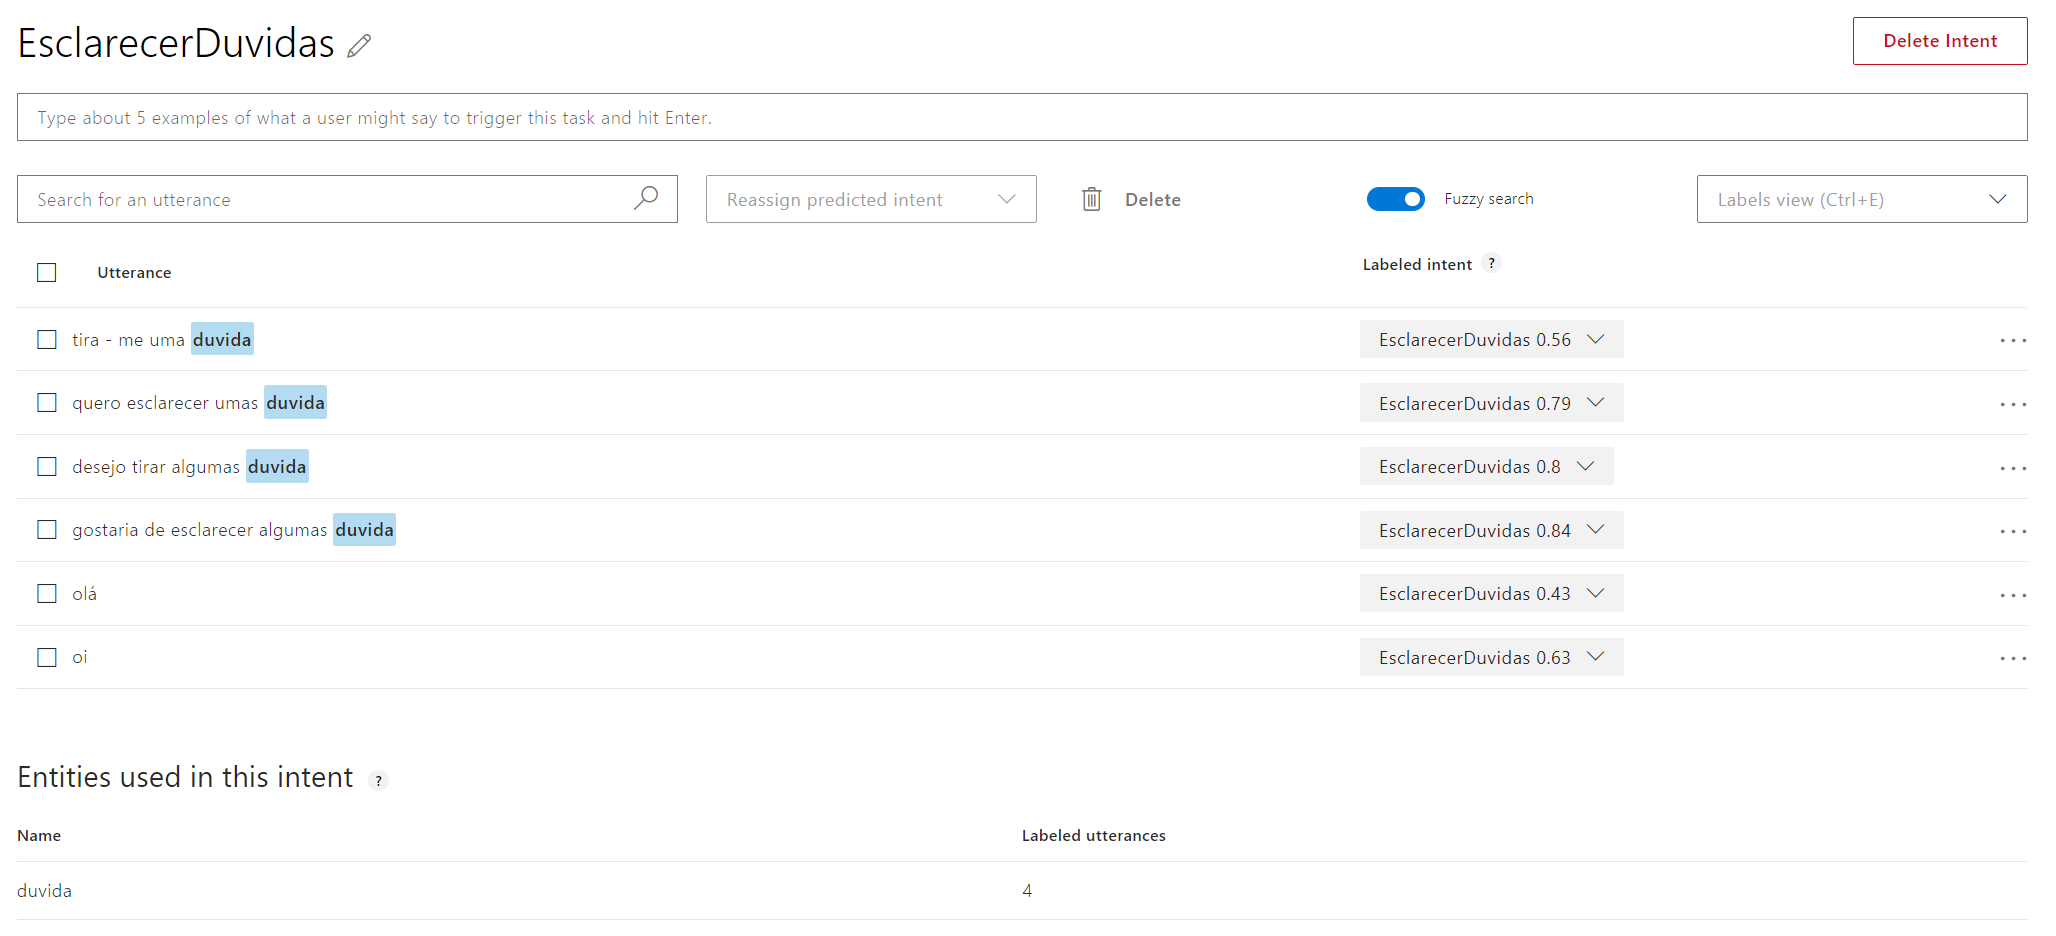 EsclarecerDuvidas
Delete Intent
Type about 5 examples of what a user might say to trigger this task and hit Enter.
Search for an utterance
Reassign predicted intent
Delete
Fuzzy search
Labels view (Ctrl+E)
Utterance
Labeled intent ?
tira - me uma duvida
EsclarecerDuvidas 0.56
quero esclarecer umas duvida
EsclarecerDuvidas 0.79
desejo tirar algumas duvida
EsclarecerDuvidas 0.8
gostaria de esclarecer algumas duvida
EsclarecerDuvidas 0.84
olá
EsclarecerDuvidas 0.43
oi
EsclarecerDuvidas 0.63
Entities used in this intent ?
Name
Labeled utterances
duvida
4